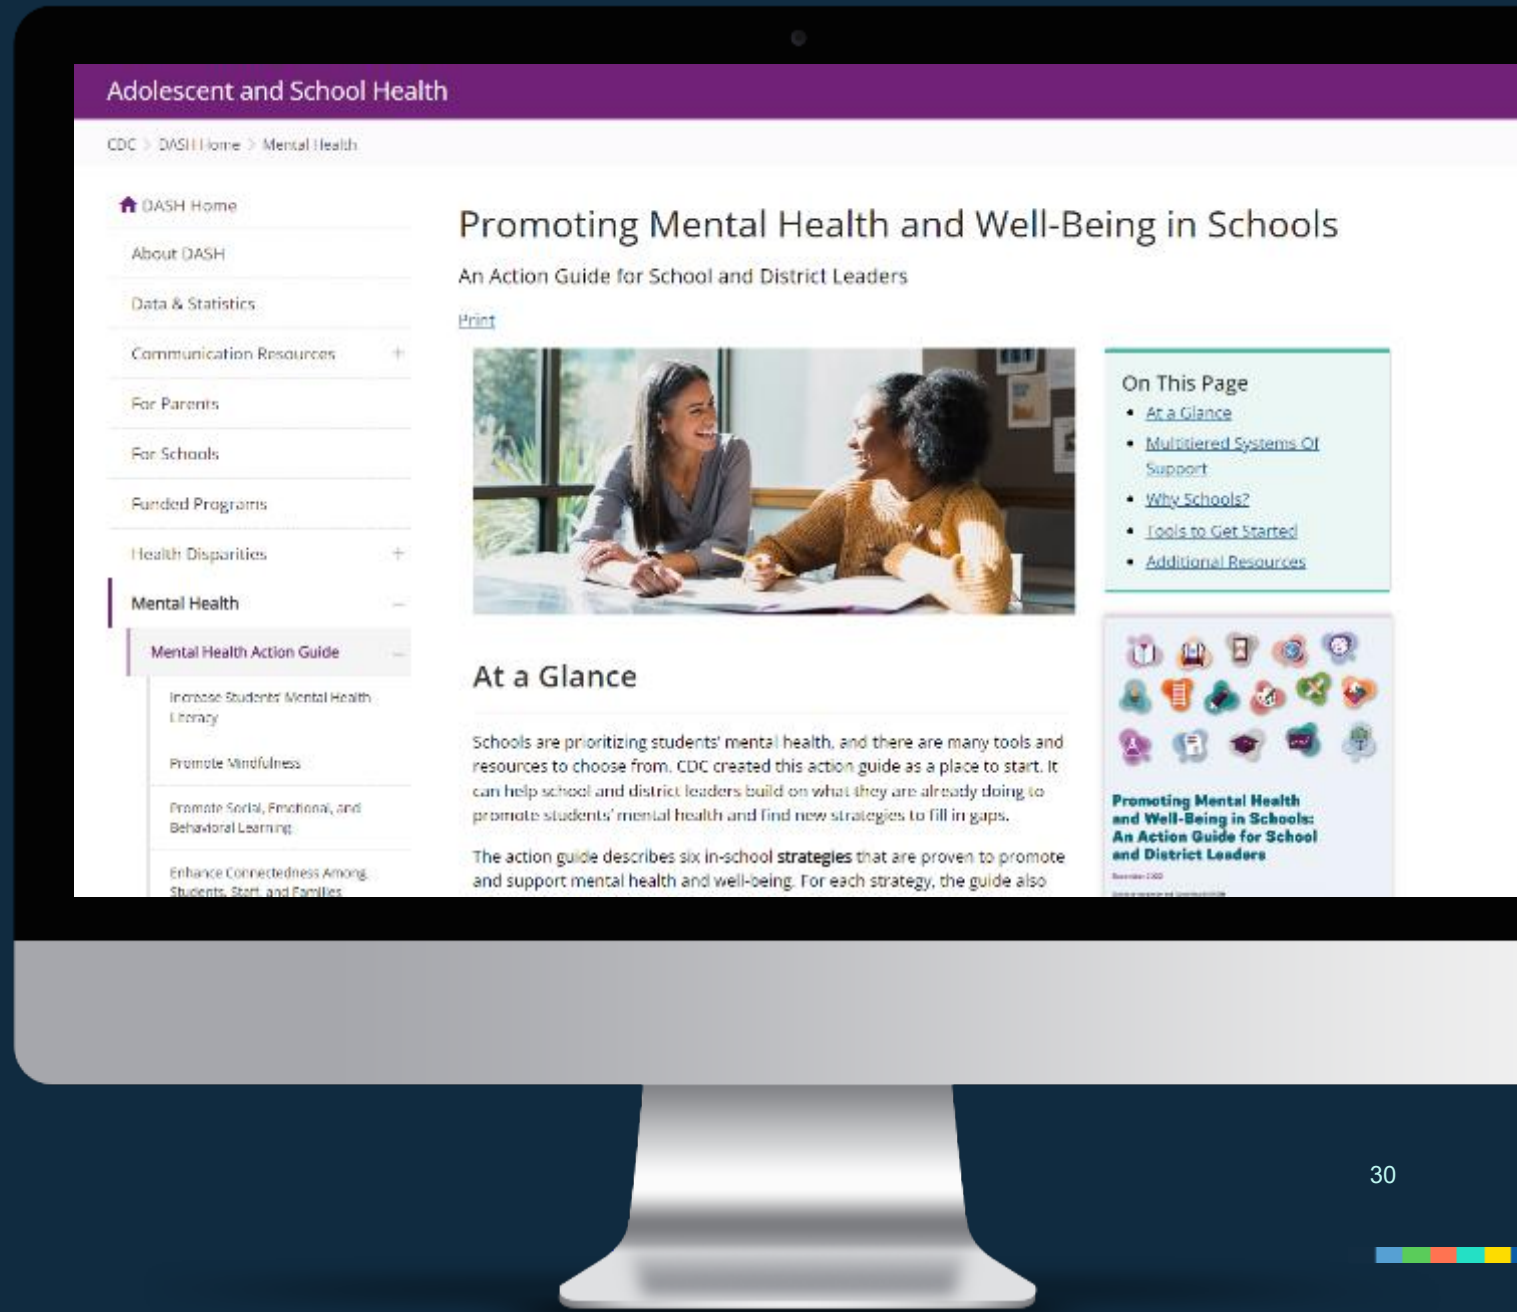 Adolescent and School Health
CDC > DASH Home > Mental Health
DASH Home
About DASH
Data & Statistics
Communication Resources +
For Parents
For Schools
Funded Programs
Health Disparities +
Mental Health −
Mental Health Action Guide −
Increase Students' Mental Health
Literacy
Promote Mindfulness
Promote Social, Emotional, and
Behavioral Learning
Enhance Connectedness Among
Students, Staff, and Families
Promoting Mental Health and Well-Being in Schools
An Action Guide for School and District Leaders
Print
On This Page
• At a Glance
• Multitiered Systems Of
Support
• Why Schools?
• Tools to Get Started
• Additional Resources
At a Glance
Schools are prioritizing students' mental health, and there are many tools and
resources to choose from. CDC created this action guide as a place to start. It
can help school and district leaders build on what they are already doing to
promote students' mental health and find new strategies to fill in gaps.
The action guide describes six in-school strategies that are proven to promote
and support mental health and well-being. For each strategy, the guide also
Promoting Mental Health
and Well-Being in Schools:
An Action Guide for School
and District Leaders
30